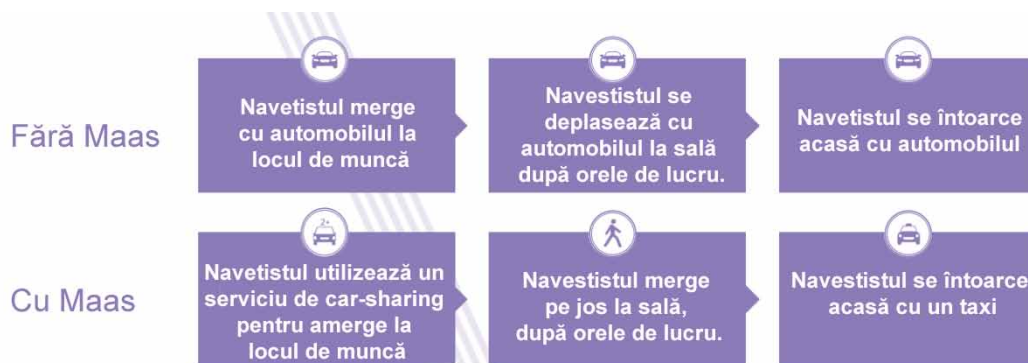 Fără Maas
Navetistul merge
cu automobilul la
locul de muncă
Navestistul se
deplasează cu
automobilul la sală
după orele de lucru.
Navetistul se întoarce
acasă cu automobilul
Cu Maas
2+
Navetistul utilizează un
serviciu de car-sharing
pentru amerge la
locul de muncă
Navestistul merge
pe jos la sală,
după orele de lucru.
Navestistul se întoarce
acasă cu un taxi